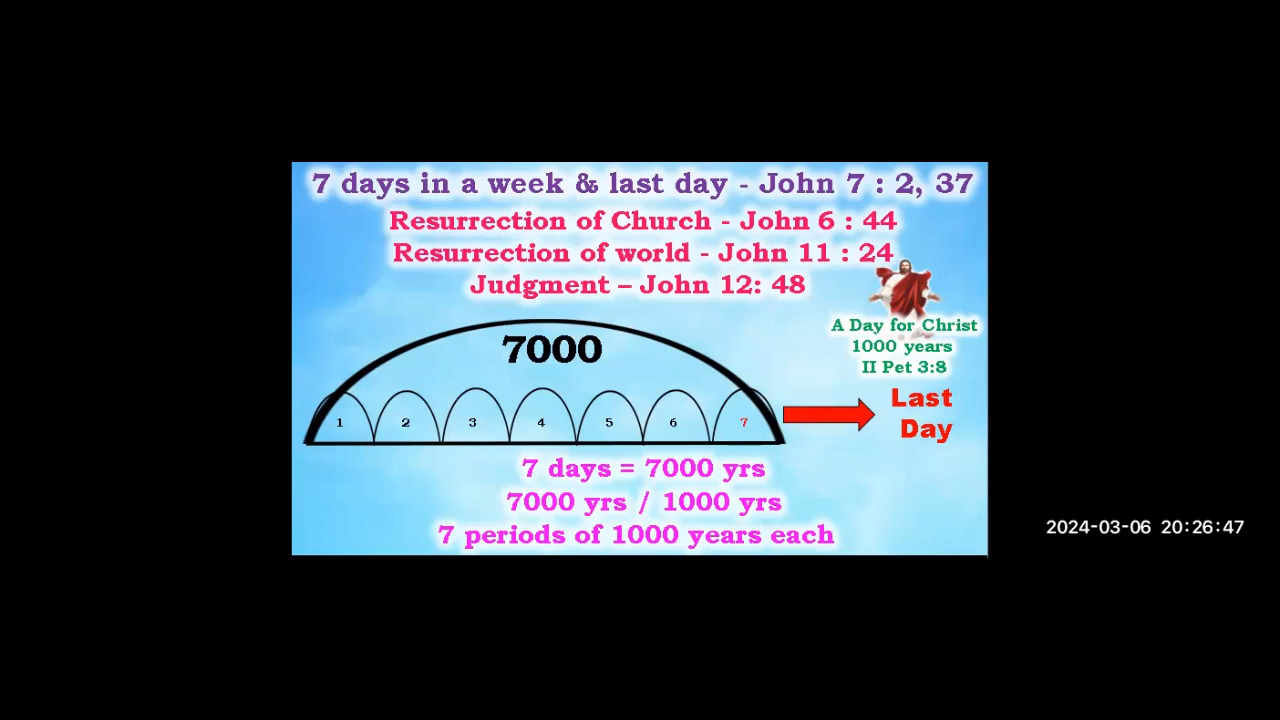 7 days in a week & last day - John 7 : 2, 37
Resurrection of Church - John 6 : 44
Resurrection of world - John 11 : 24
Judgment – John 12: 48
A Day for Christ
1000 years
II Pet 3:8
7000
Last
Day
1 2 3 4 5 6 7
7 days = 7000 yrs
7000 yrs / 1000 yrs
7 periods of 1000 years each
2024-03-06 20:26:47